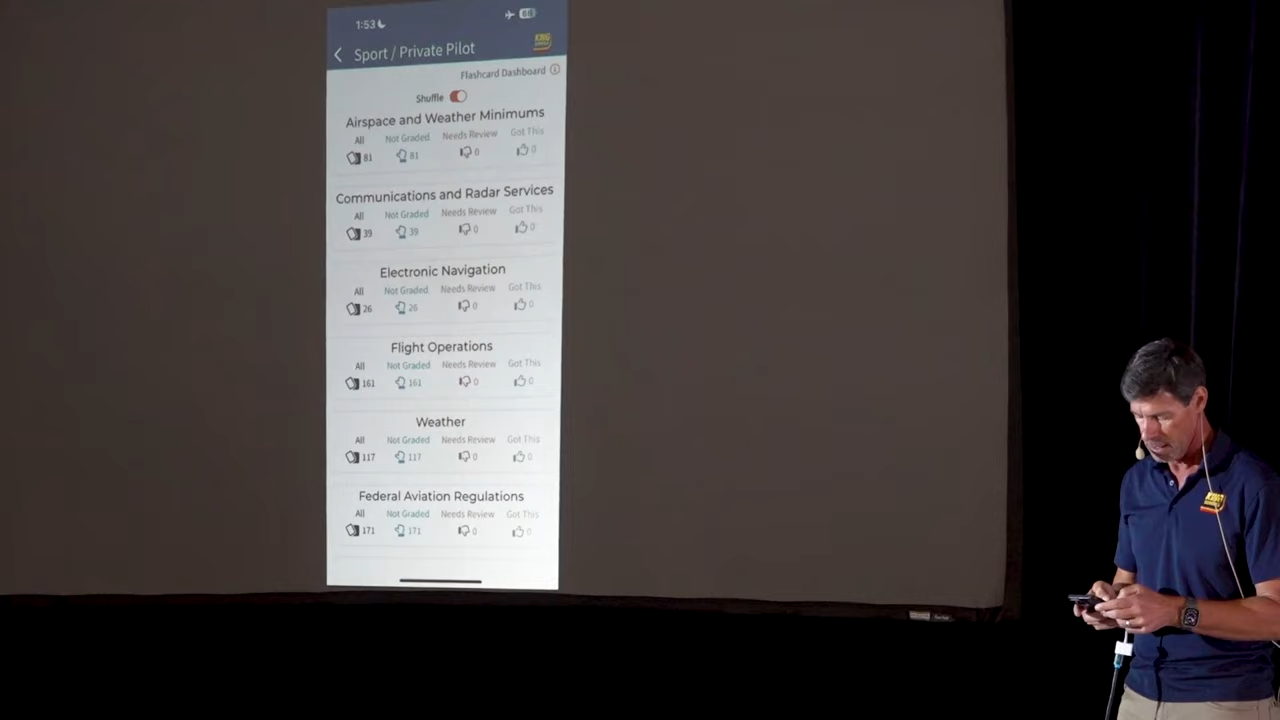 1:53
68
Sport / Private Pilot
KING
Flashcard Dashboard
Shuffle
Airspace and Weather Minimums
All Not Graded Needs Review Got This
81 81 0 0
Communications and Radar Services
All Not Graded Needs Review Got This
39 39 0 0
Electronic Navigation
All Not Graded Needs Review Got This
26 26 0 0
Flight Operations
All Not Graded Needs Review Got This
161 161 0 0
Weather
All Not Graded Needs Review Got This
117 117 0 0
Federal Aviation Regulations
All Not Graded Needs Review Got This
171 171 0 0
KING